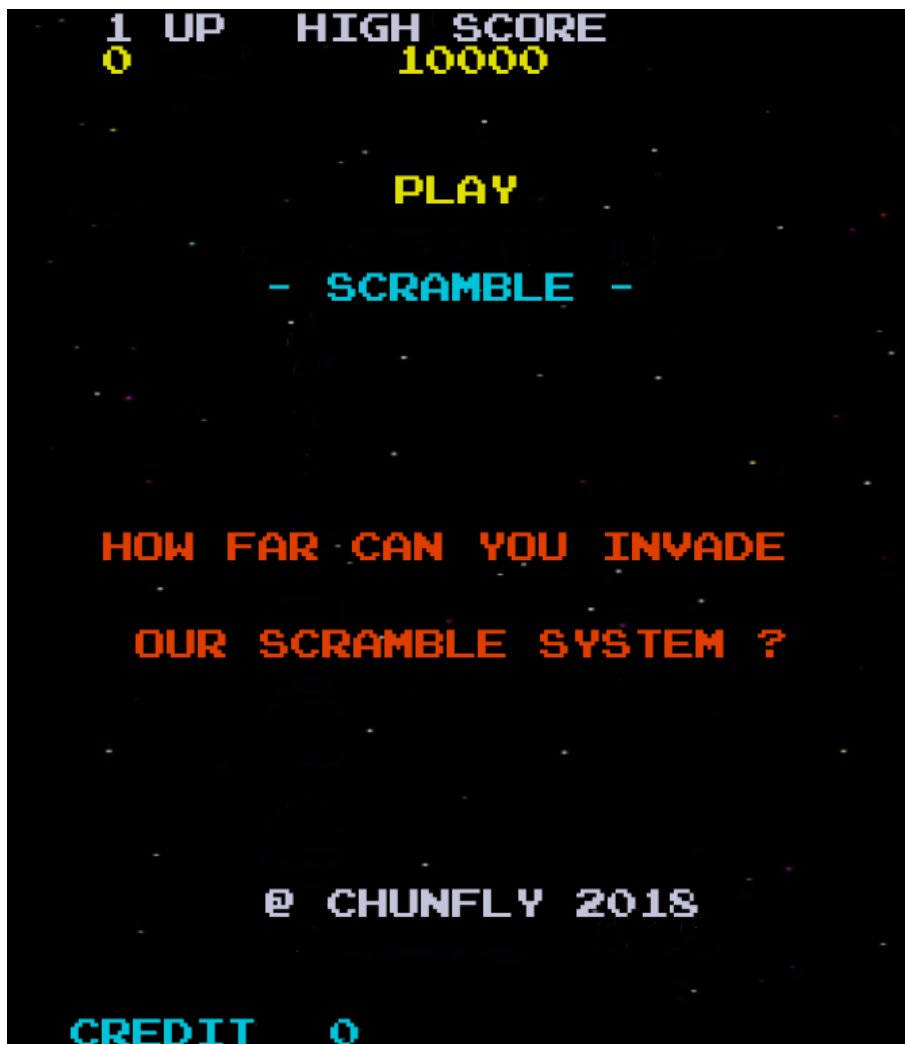 1 UP HIGH SCORE
0 10000
PLAY
- SCRAMBLE -
HOW FAR CAN YOU INVADE
OUR SCRAMBLE SYSTEM ?
@ CHUNFLY 2018
CREDIT 0